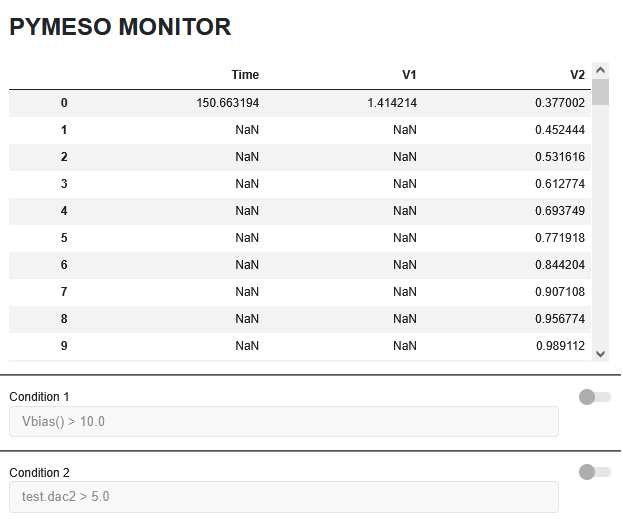 PYMESO MONITOR
Time V1 V2
0 150.663194 1.414214 0.377002
1 NaN NaN 0.452444
2 NaN NaN 0.531616
3 NaN NaN 0.612774
4 NaN NaN 0.693749
5 NaN NaN 0.771918
6 NaN NaN 0.844204
7 NaN NaN 0.907108
8 NaN NaN 0.956774
9 NaN NaN 0.989112
Condition 1
Vbias() > 10.0
Condition 2
test.dac2 > 5.0